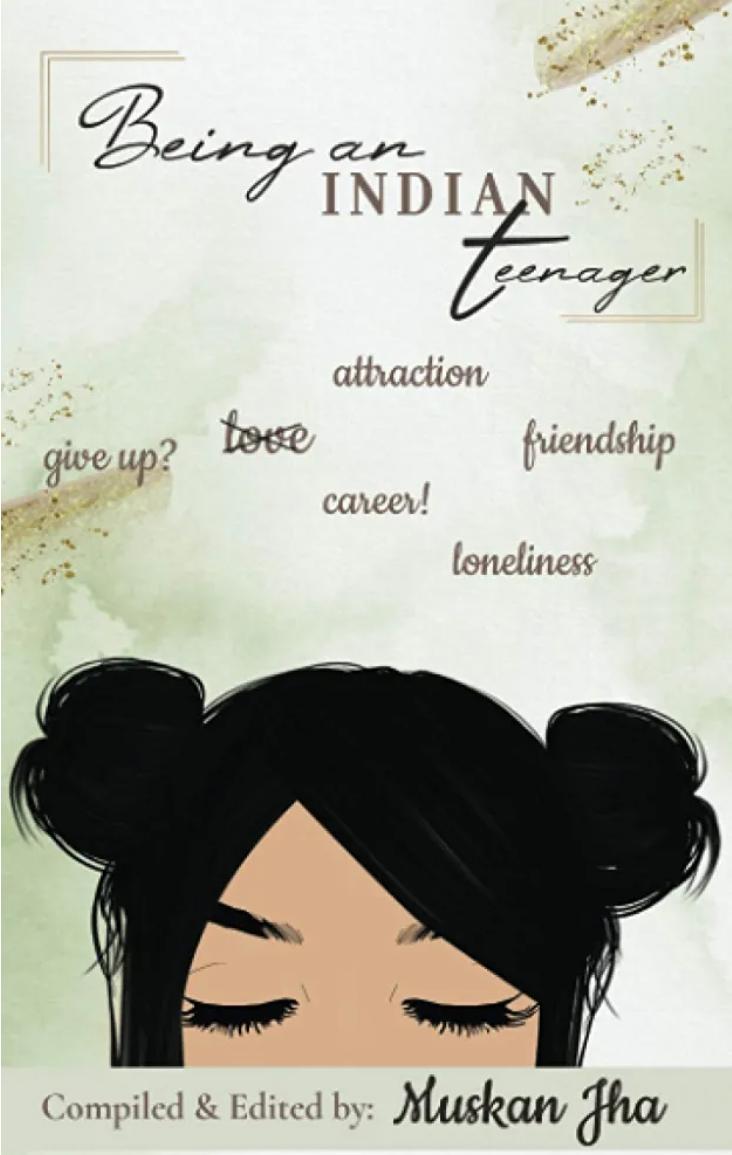 Being an
INDIAN
teenager
attraction
love
give up?
friendship
career!
loneliness
Compiled & Edited by: Muskan Jha